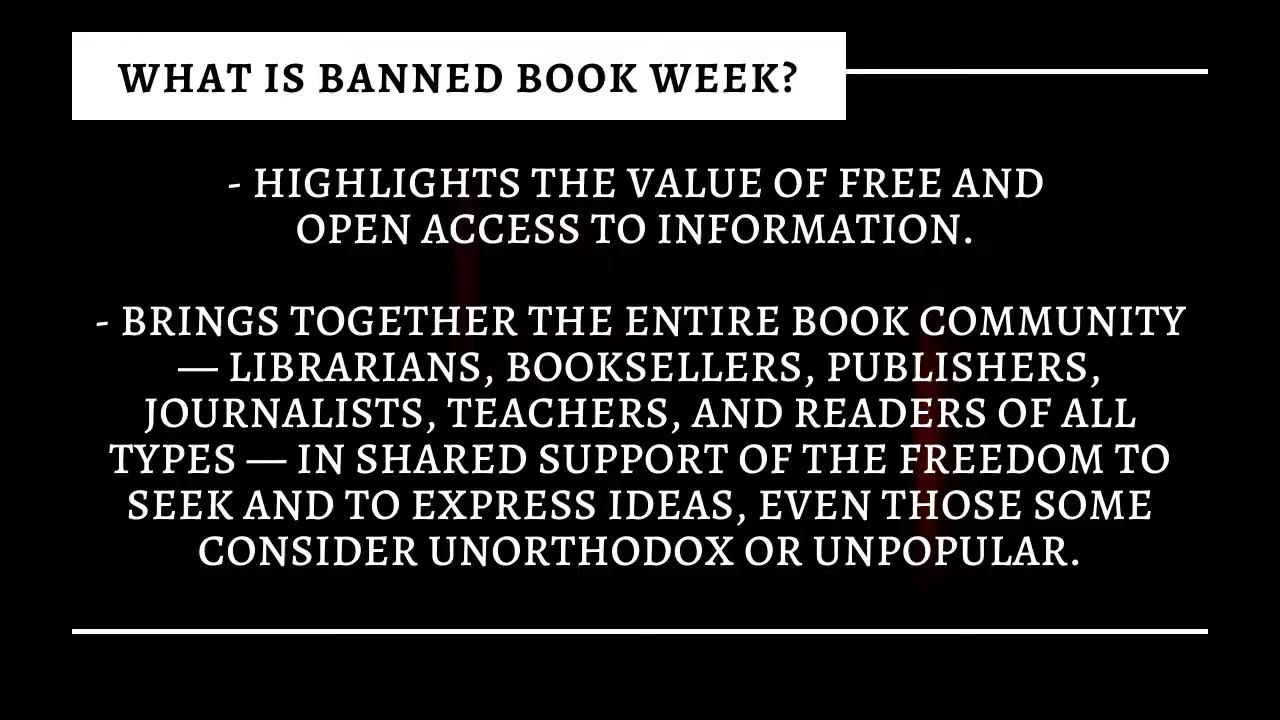 WHAT IS BANNED BOOK WEEK?
- HIGHLIGHTS THE VALUE OF FREE AND
OPEN ACCESS TO INFORMATION.
- BRINGS TOGETHER THE ENTIRE BOOK COMMUNITY
— LIBRARIANS, BOOKSELLERS, PUBLISHERS,
JOURNALISTS, TEACHERS, AND READERS OF ALL
TYPES — IN SHARED SUPPORT OF THE FREEDOM TO
SEEK AND TO EXPRESS IDEAS, EVEN THOSE SOME
CONSIDER UNORTHODOX OR UNPOPULAR.